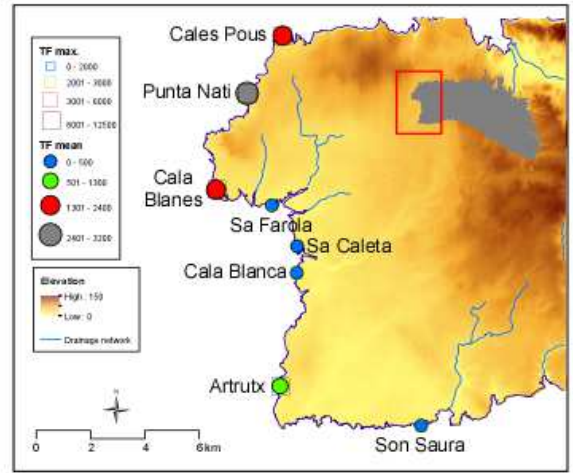 TF max.
0 - 2000
2001 - 3000
3001 - 6000
6001 - 12500
TF mean
0 - 500
501 - 1300
1301 - 2400
2401 - 3200
Elevation
High : 150
Low : 0
Drainage network
N
0 2 4 6 km
Cales Pous
Punta Nati
Cala
Blanes
Sa Farola
Sa Caleta
Cala Blanca
Artrutx
Son Saura